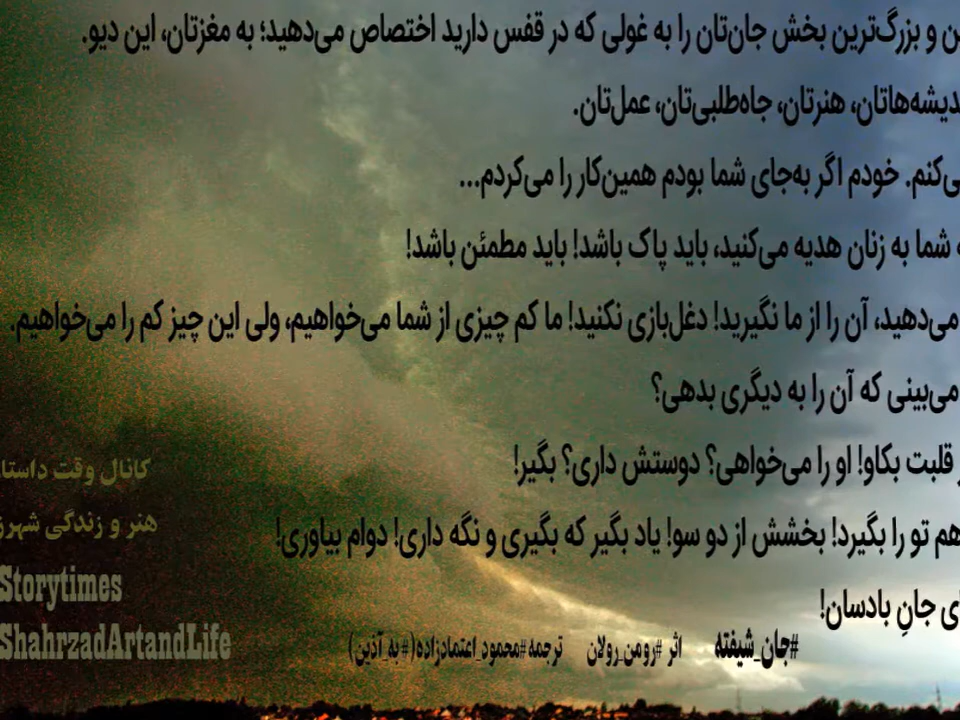 و بزرگ‌ترین بخش جان‌تان را به غولی که در قفس دارید اختصاص می‌دهید؛ به مغزتان، این دیو.
هنرتان، جاه‌طلبی‌تان، عمل‌تان.
خودم اگر به‌جای شما بودم همین‌کار را می‌کردم...
شما به زنان هدیه می‌کنید، باید پاک باشد! باید مطمئن باشد!
می‌دهید، آن را از ما نگیرید! دغل‌بازی نکنید! ما کم چیزی از شما می‌خواهیم، ولی این چیز کم را می‌خواهیم.
می‌بینی که آن را به دیگری بدهی؟
قلبت بکاو! او را می‌خواهی؟ دوستش داری؟ بگیر!
هم تو را بگیرد! بخشش از دو سو! یاد بگیر که بگیری و نگه داری! دوام بیاوری!
جانِ بادسان!
#جان_شیفته اثر #رومن_رولان ترجمه #محمود_اعتمادزاده(#به_آذین)
کانال وقت داستا
هنر و زندگی شهرز
Storytimes
ShahrzadArtandLife